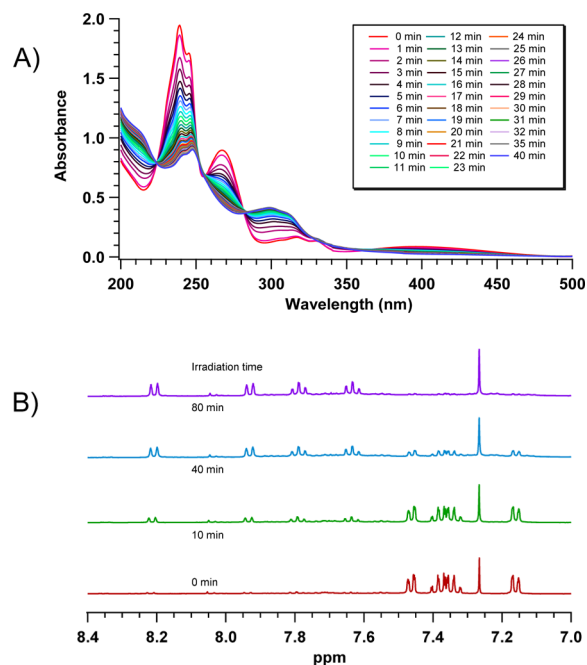 A)
2.0
1.5
1.0
0.5
0.0
Absorbance
200 250 300 350 400 450 500
Wavelength (nm)
0 min 12 min 24 min
1 min 13 min 25 min
2 min 14 min 26 min
3 min 15 min 27 min
4 min 16 min 28 min
5 min 17 min 29 min
6 min 18 min 30 min
7 min 19 min 31 min
8 min 20 min 32 min
9 min 21 min 35 min
10 min 22 min 40 min
11 min 23 min
B)
Irradiation time
80 min
40 min
10 min
0 min
8.4 8.2 8.0 7.8 7.6 7.4 7.2 7.0
ppm